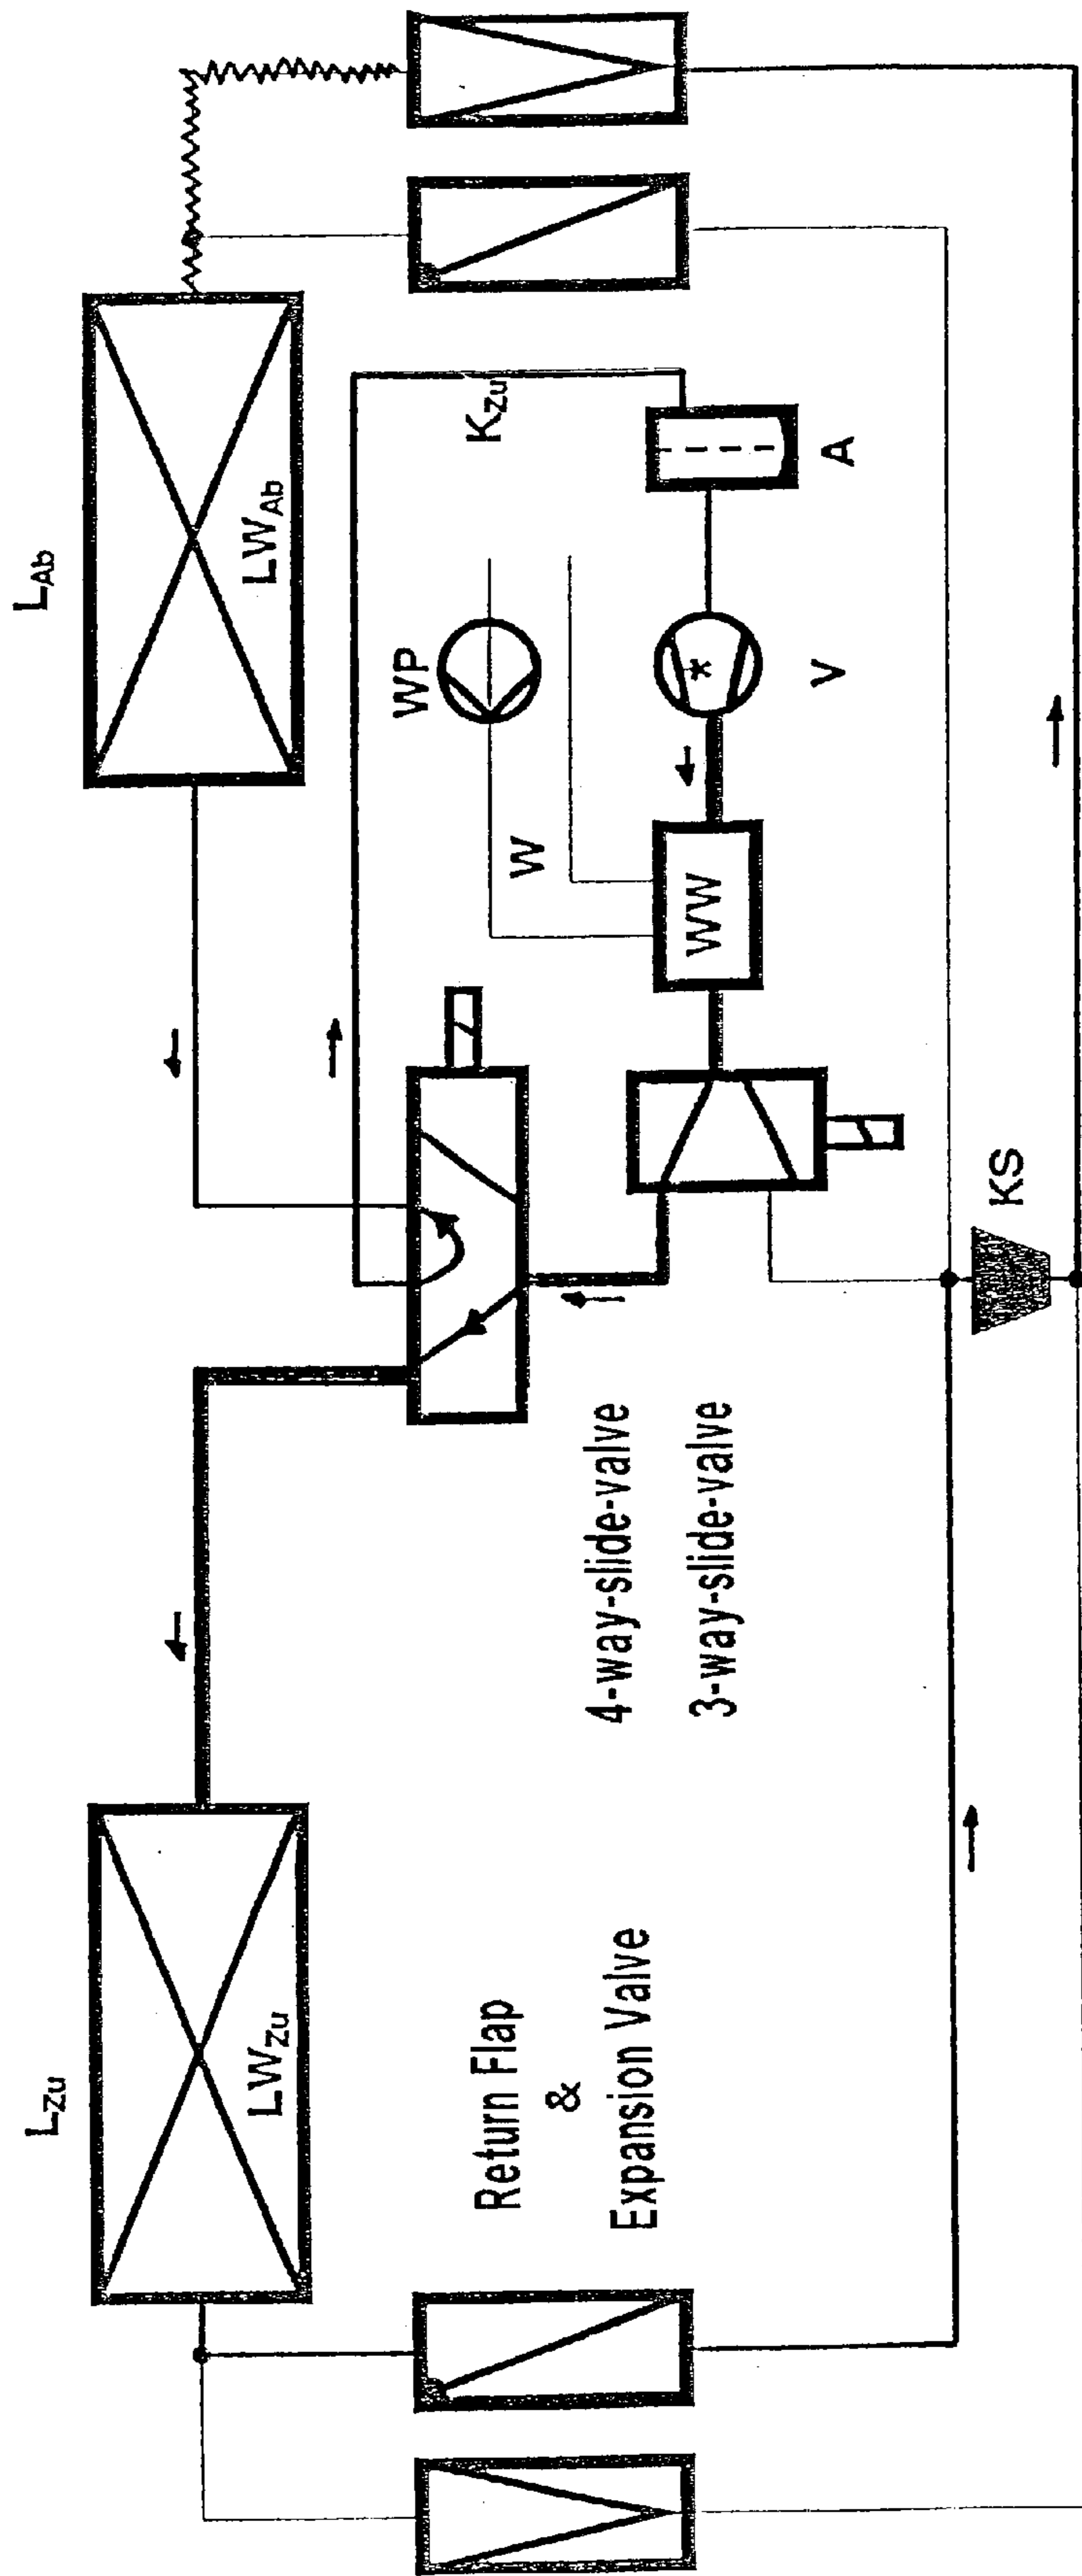 L_Zu
L_Ab
LW_Zu
LW_Ab
Return Flap
&
Expansion Valve
4-way-slide-valve
3-way-slide-valve
WP
K_Zu
W
WW
*
V
A
KS